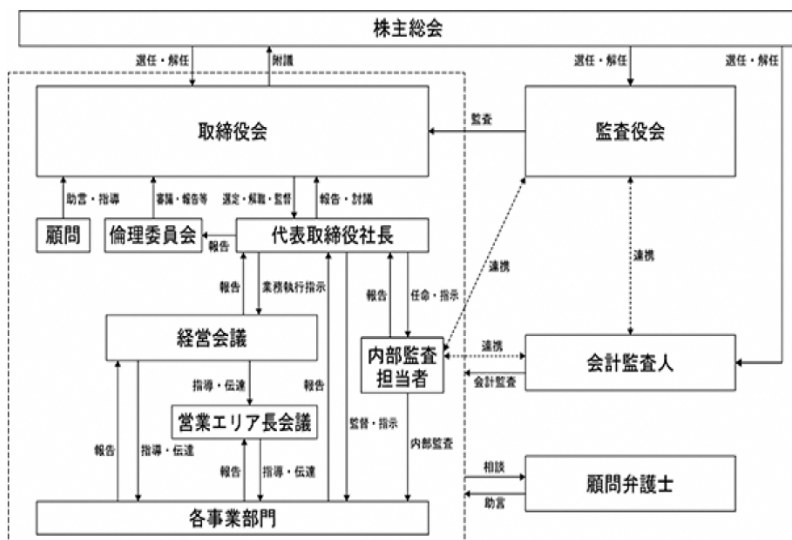 株主総会
選任・解任
附議
選任・解任
選任・解任
取締役会
監査
監査役会
助言・指導
審議・報告等
選定・解職・監督
報告・討議
顧問
倫理委員会
報告
代表取締役社長
連携
連携
報告
業務執行指示
報告
任命・指示
経営会議
内部監査
担当者
連携
会計監査人
会計監査
指導・伝達
報告
営業エリア長会議
監督・指示
内部監査
報告
指導・伝達
報告
指導・伝達
相談
顧問弁護士
助言
各事業部門